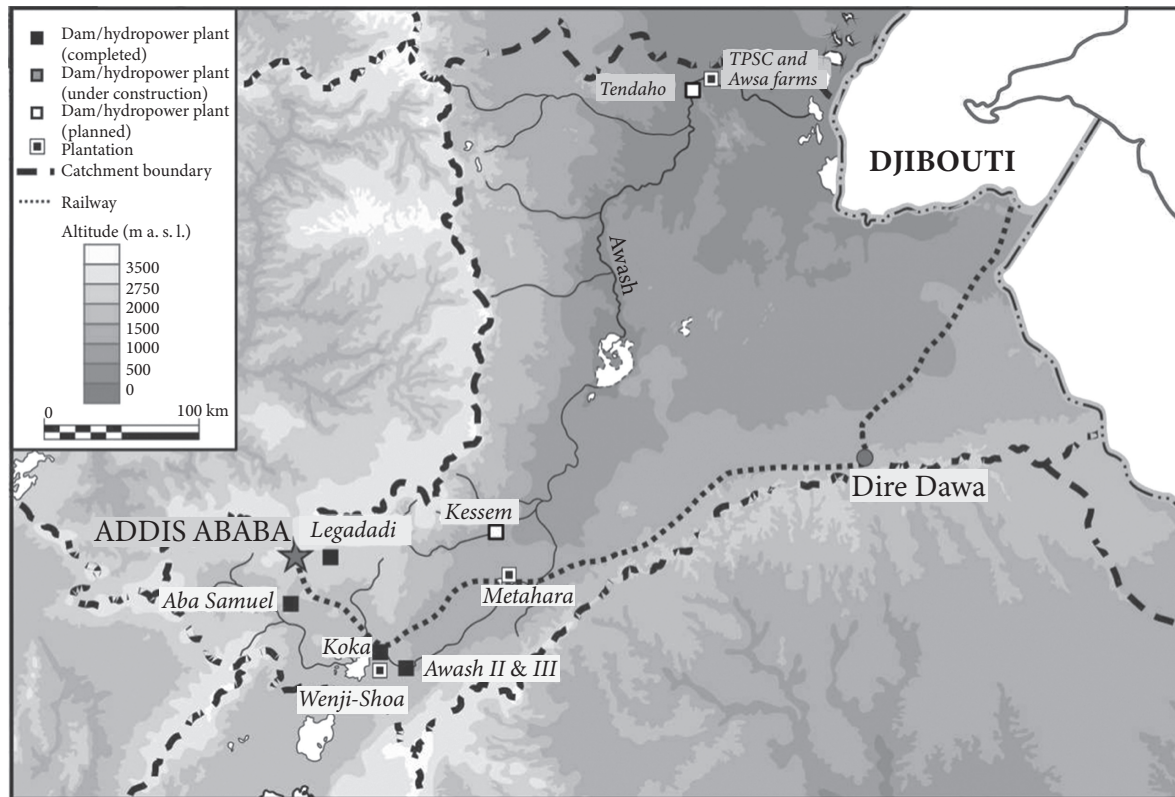 Dam/hydropower plant
(completed)
Dam/hydropower plant
(under construction)
Dam/hydropower plant
(planned)
Plantation
Catchment boundary
Railway
Altitude (m a. s. l.)
3500
2750
2000
1500
1000
500
0
0 100 km
TPSC and
Awsa farms
Tendaho
DJIBOUTI
Awash
Dire Dawa
Kessem
ADDIS ABABA
Legadadi
Metahara
Aba Samuel
Koka
Awash II & III
Wenji-Shoa